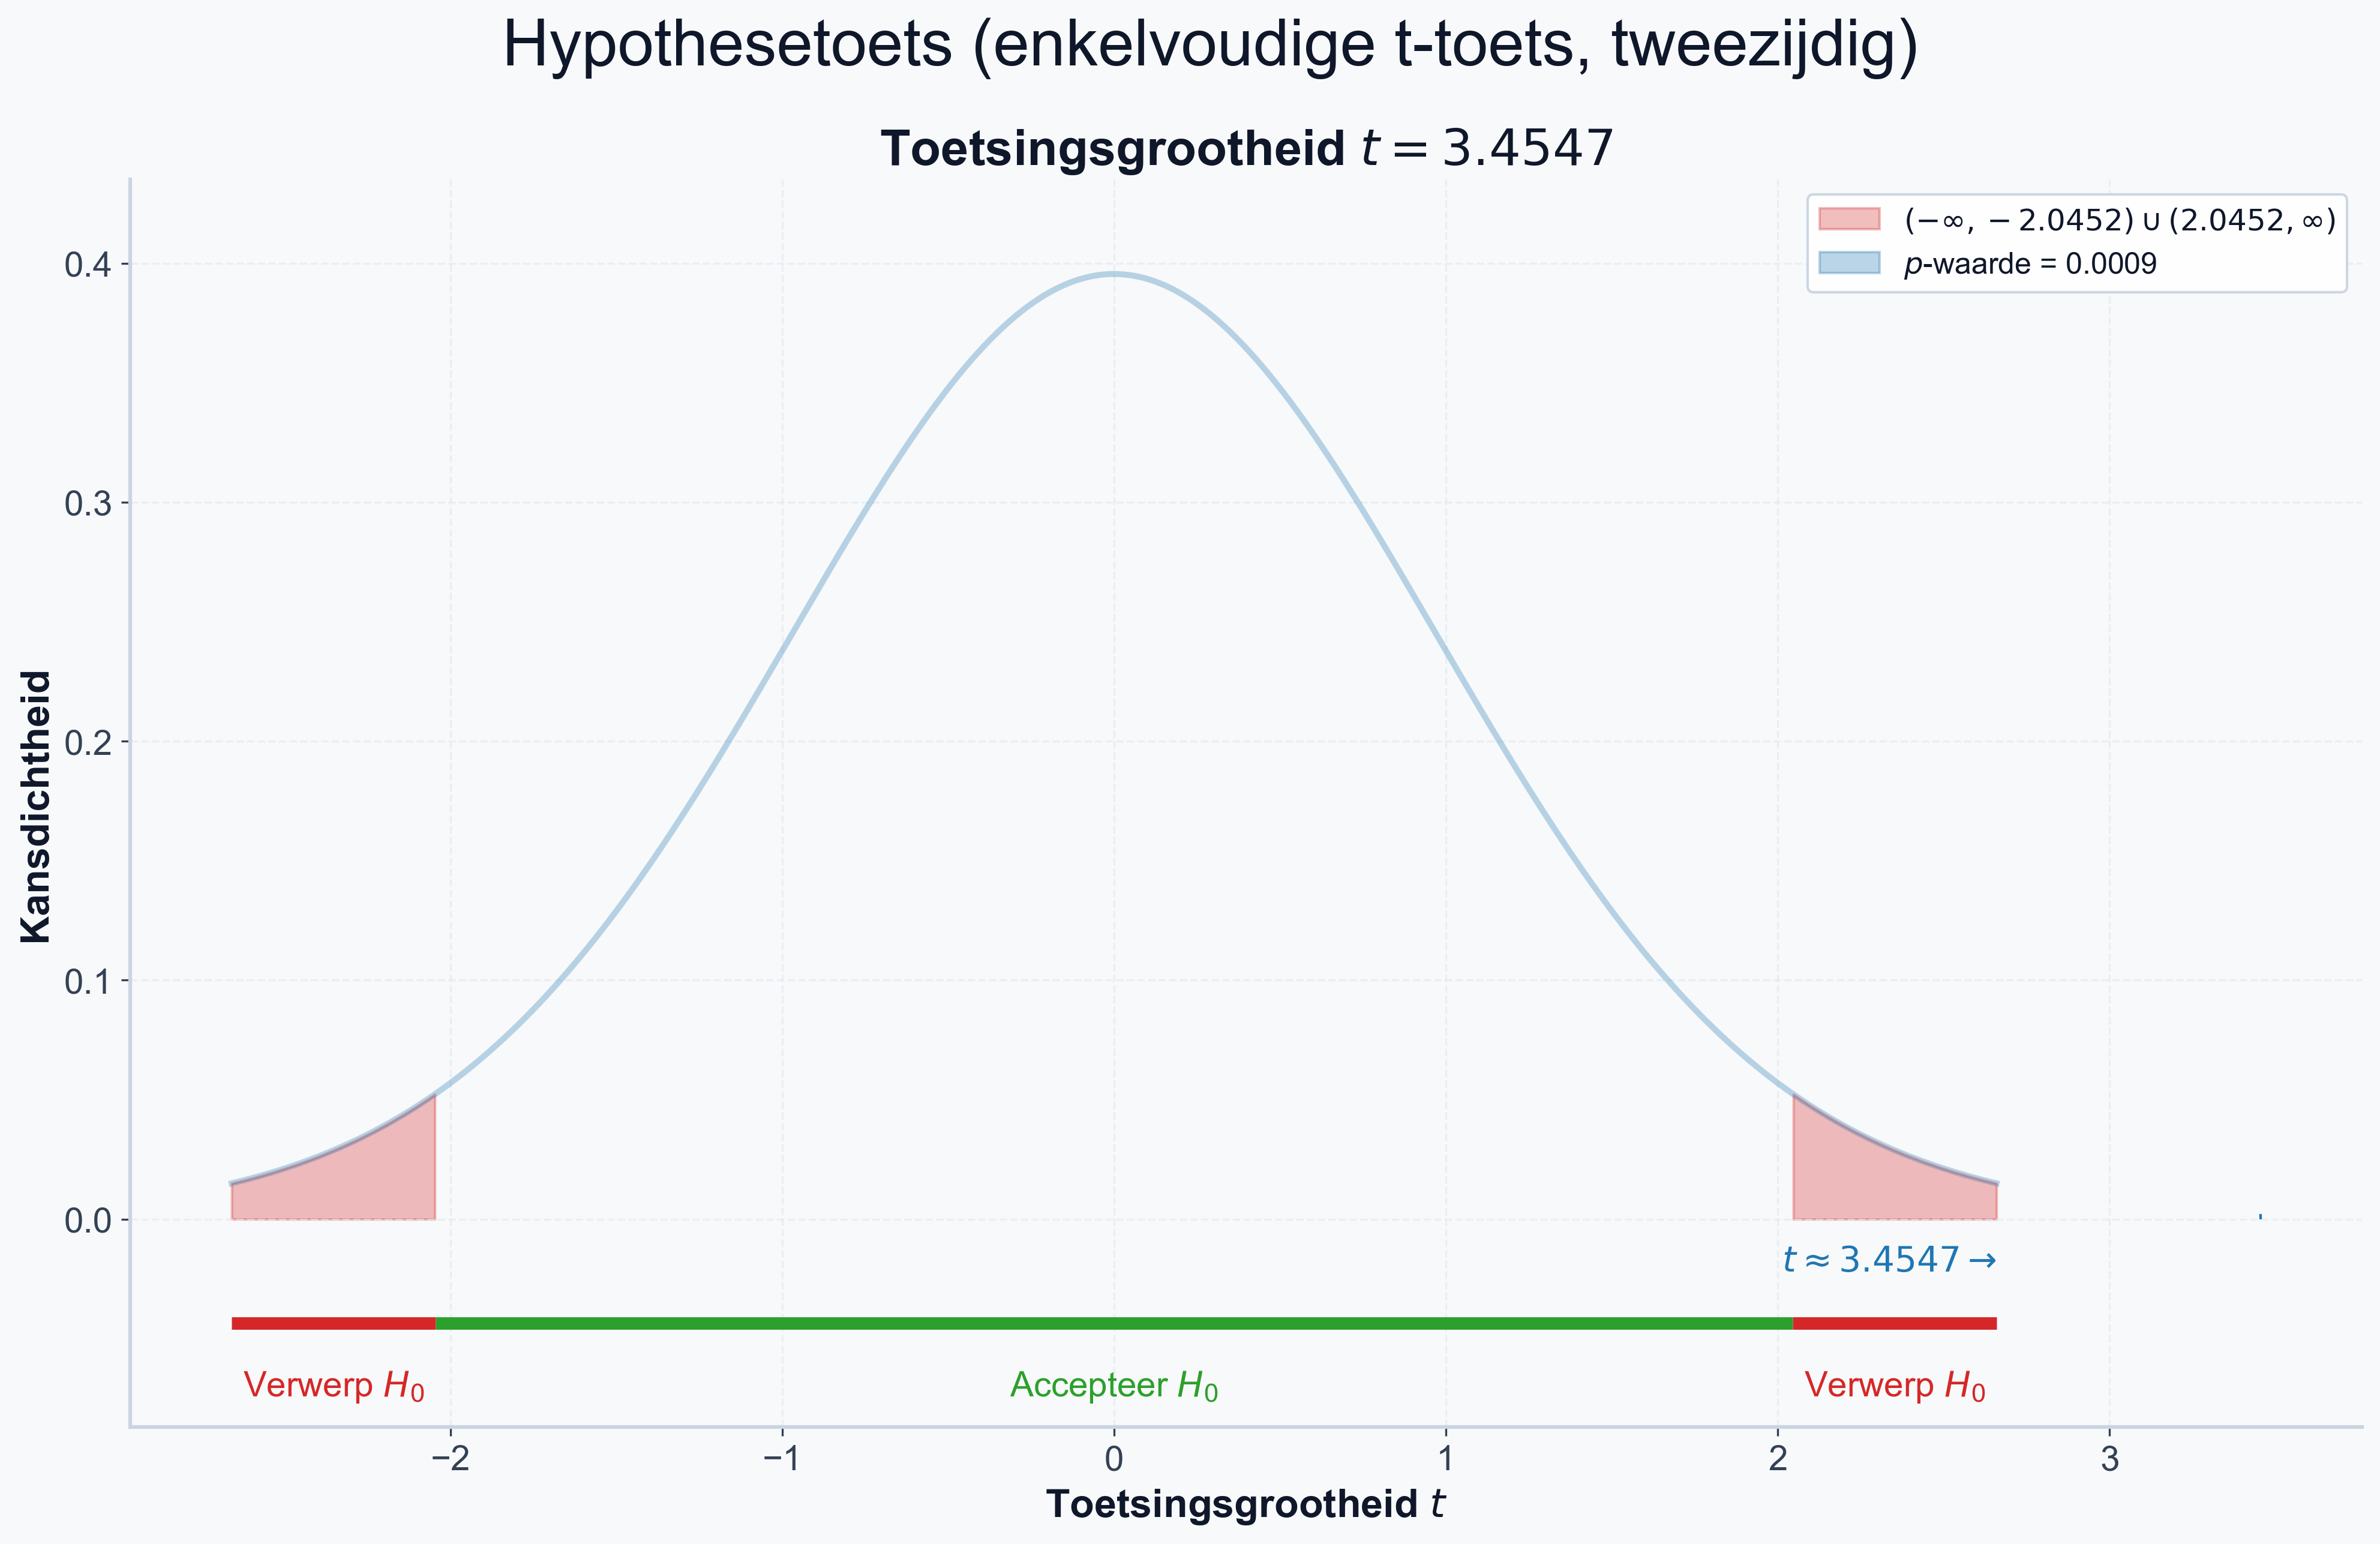 Hypothesetoets (enkelvoudige t-toets, tweezijdig)
Toetsingsgrootheid t = 3.4547
(−∞, − 2.0452) ∪ (2.0452, ∞)
p-waarde = 0.0009
Kansdichtheid
0.4
0.3
0.2
0.1
0.0
t ≈ 3.4547 →
Verwerp H₀
Accepteer H₀
Verwerp H₀
−2
−1
0
1
2
3
Toetsingsgrootheid t